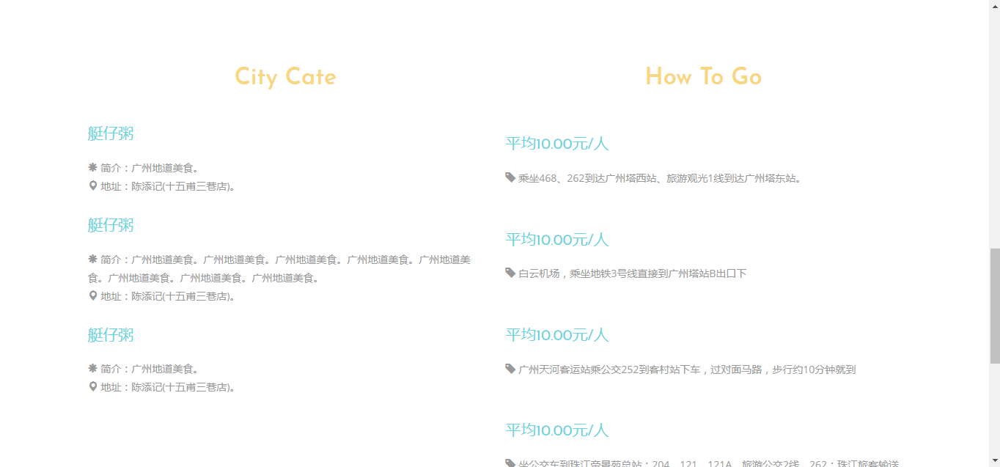 City Cate
艇仔粥
简介：广州地道美食。
地址：陈添记(十五甫三巷店)。
艇仔粥
简介：广州地道美食。广州地道美食。广州地道美食。广州地道美食。广州地道美
食。广州地道美食。广州地道美食。广州地道美食。
地址：陈添记(十五甫三巷店)。
艇仔粥
简介：广州地道美食。
地址：陈添记(十五甫三巷店)。
How To Go
平均10.00元/人
乘坐468、262到达广州塔西站、旅游观光1线到达广州塔东站。
平均10.00元/人
白云机场，乘坐地铁3号线直接到广州塔站B出口下
平均10.00元/人
广州天河客运站乘公交252到客村站下车，过对面马路，步行约10分钟就到
平均10.00元/人
坐公交车到珠江帝景苑总站：204、121、121A、旅游公交2线、262；珠江旅客输送